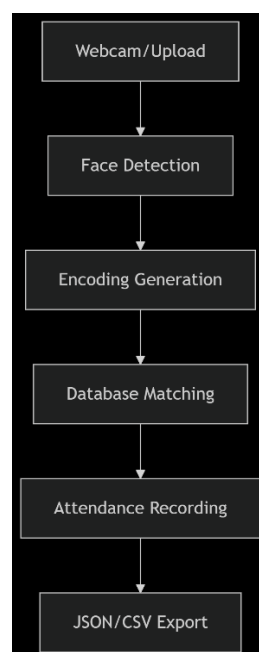 Webcam/Upload
Face Detection
Encoding Generation
Database Matching
Attendance Recording
JSON/CSV Export